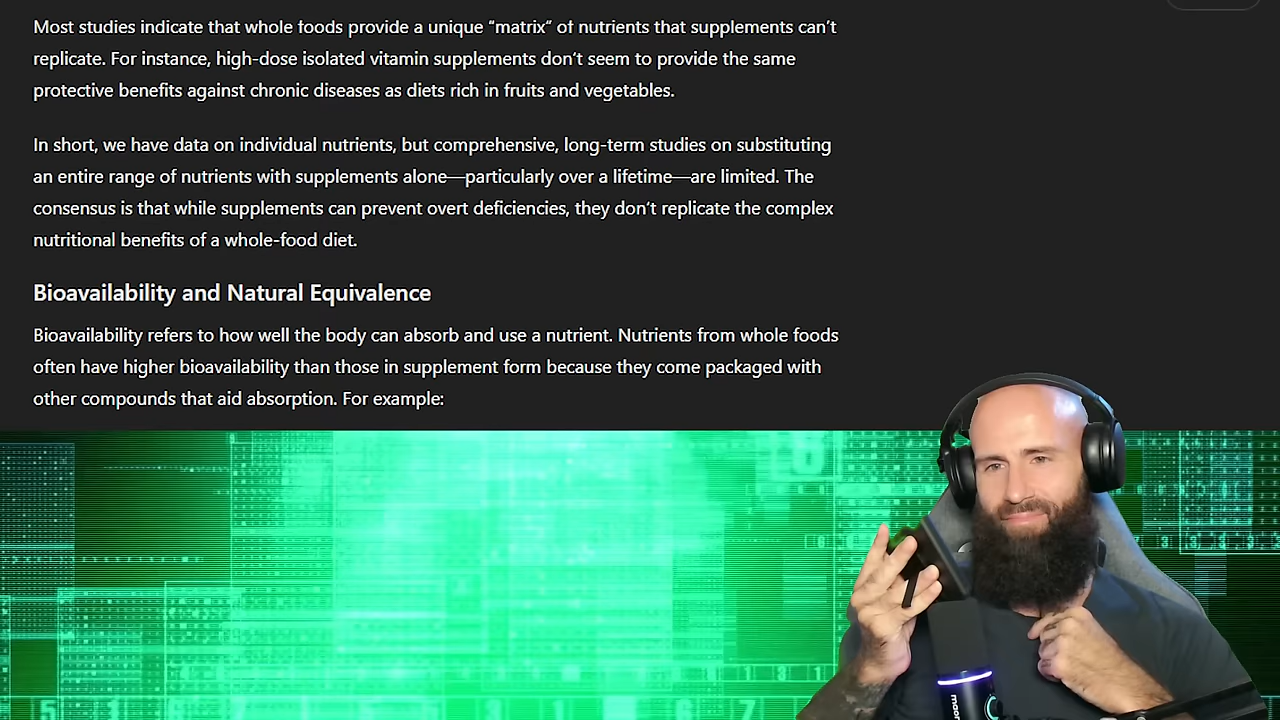 Most studies indicate that whole foods provide a unique “matrix” of nutrients that supplements can’t
replicate. For instance, high-dose isolated vitamin supplements don’t seem to provide the same
protective benefits against chronic diseases as diets rich in fruits and vegetables.
In short, we have data on individual nutrients, but comprehensive, long-term studies on substituting
an entire range of nutrients with supplements alone—particularly over a lifetime—are limited. The
consensus is that while supplements can prevent overt deficiencies, they don’t replicate the complex
nutritional benefits of a whole-food diet.
Bioavailability and Natural Equivalence
Bioavailability refers to how well the body can absorb and use a nutrient. Nutrients from whole foods
often have higher bioavailability than those in supplement form because they come packaged with
other compounds that aid absorption. For example: